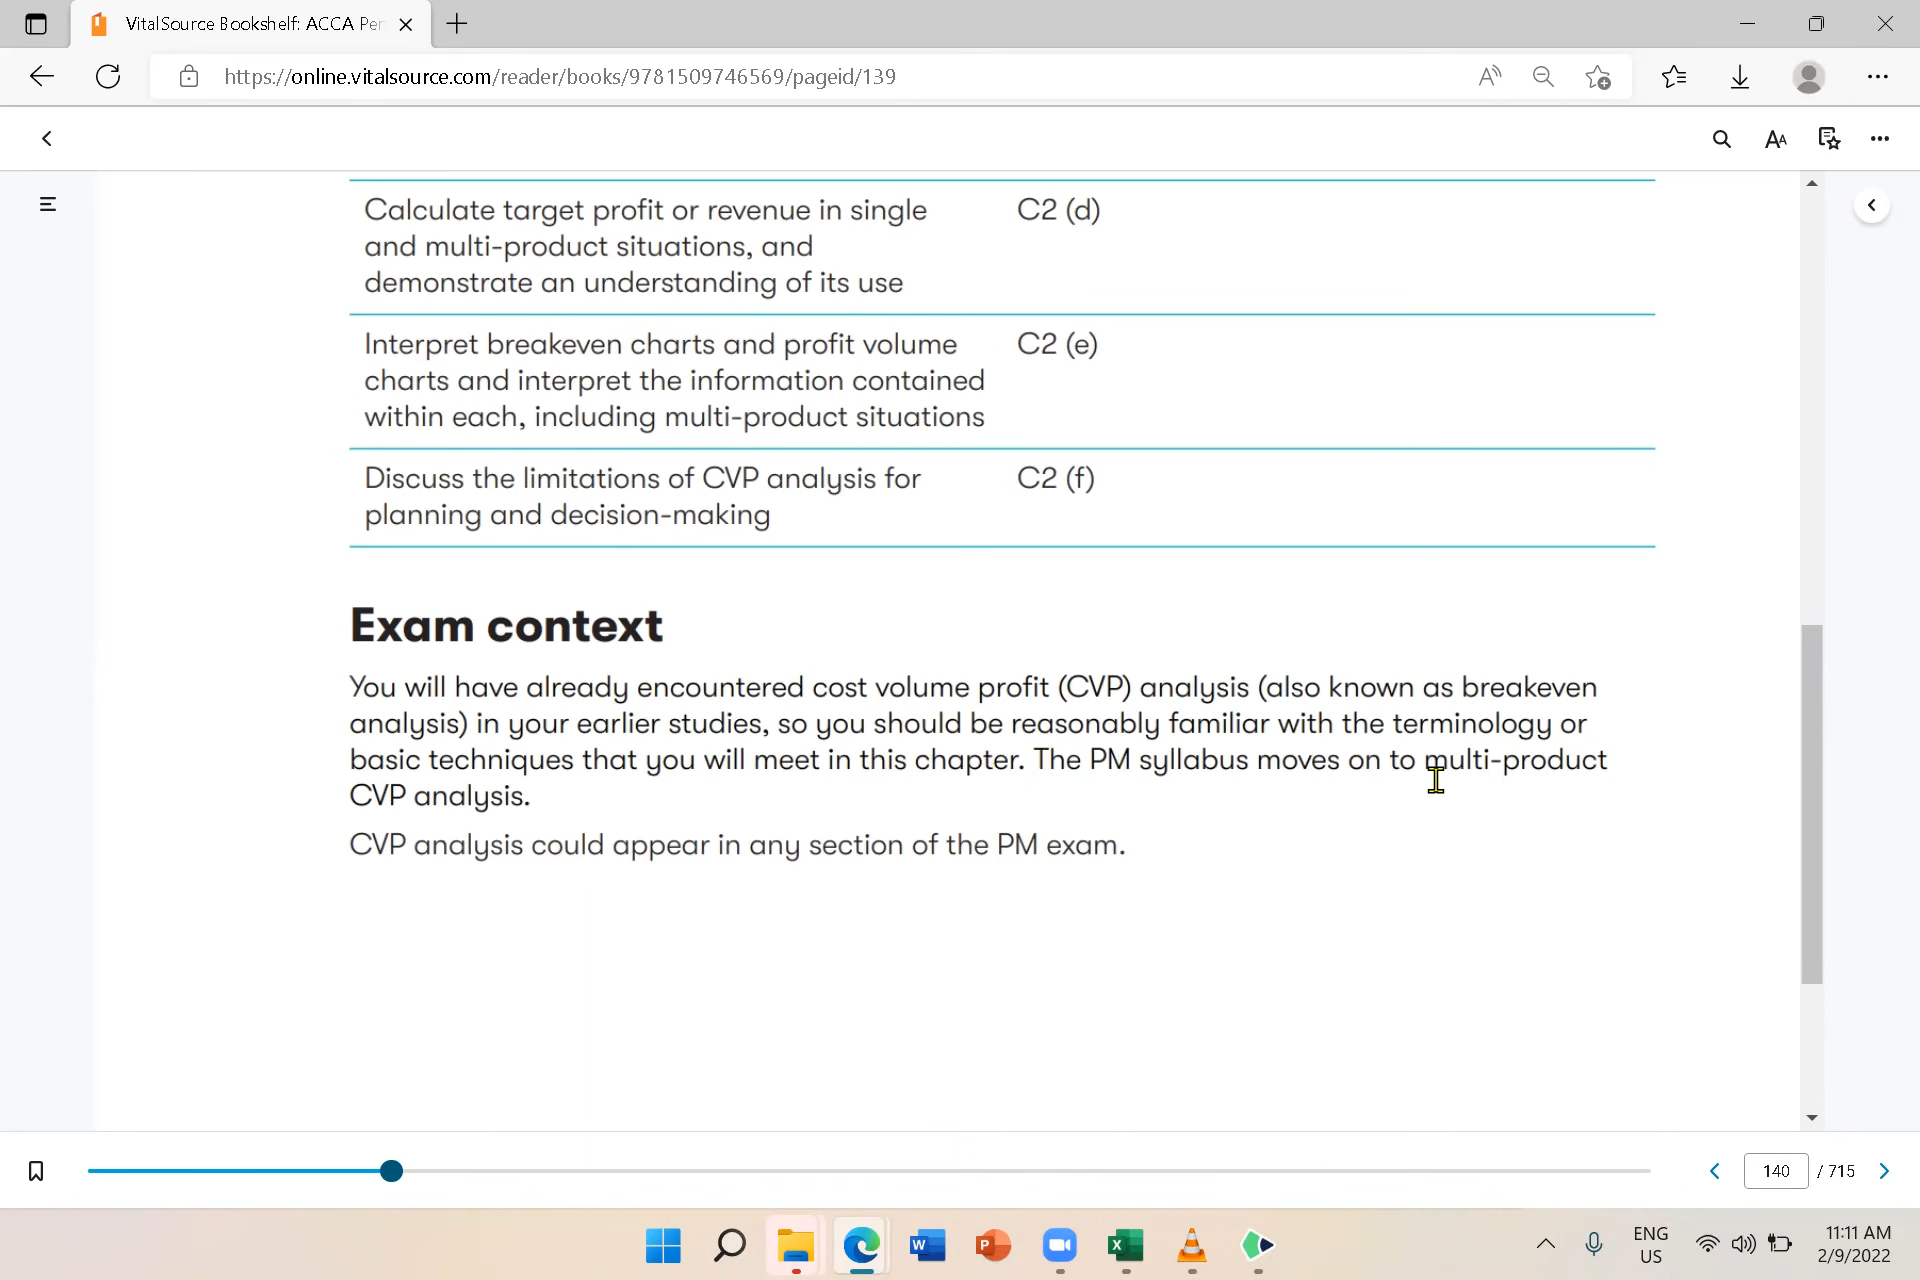 VitalSource Bookshelf: ACCA Per
https://online.vitalsource.com/reader/books/9781509746569/pageid/139
Calculate target profit or revenue in single C2 (d)
and multi-product situations, and
demonstrate an understanding of its use
Interpret breakeven charts and profit volume C2 (e)
charts and interpret the information contained
within each, including multi-product situations
Discuss the limitations of CVP analysis for C2 (f)
planning and decision-making
Exam context
You will have already encountered cost volume profit (CVP) analysis (also known as breakeven
analysis) in your earlier studies, so you should be reasonably familiar with the terminology or
basic techniques that you will meet in this chapter. The PM syllabus moves on to multi-product
CVP analysis.
CVP analysis could appear in any section of the PM exam.
140 / 715
ENG 11:11 AM
US 2/9/2022